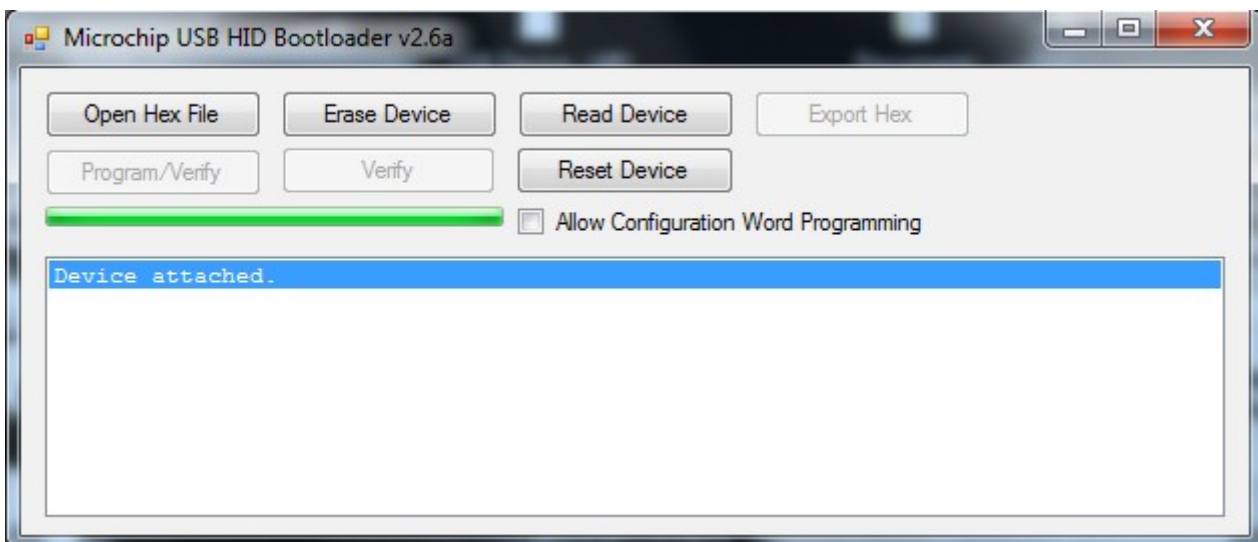 Microchip USB HID Bootloader v2.6a
Open Hex File Erase Device Read Device Export Hex
Program/Verify Verify Reset Device
Allow Configuration Word Programming
Device attached.